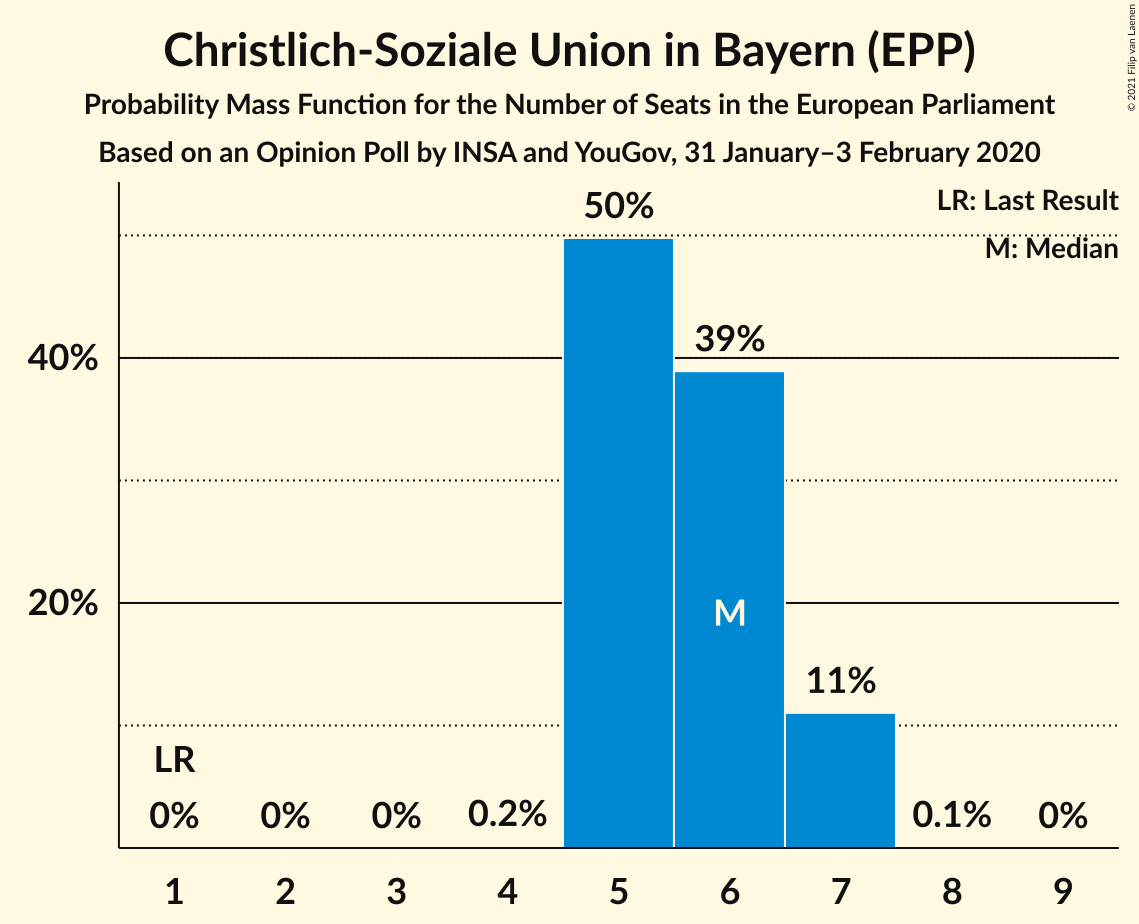 Christlich-Soziale Union in Bayern (EPP)
Probability Mass Function for the Number of Seats in the European Parliament
Based on an Opinion Poll by INSA and YouGov, 31 January–3 February 2020
© 2021 Filip van Laenen
LR: Last Result
M: Median
50%
39%
40%
20%
M
11%
LR
0%
0%
0%
0.2%
0.1%
0%
1 2 3 4 5 6 7 8 9